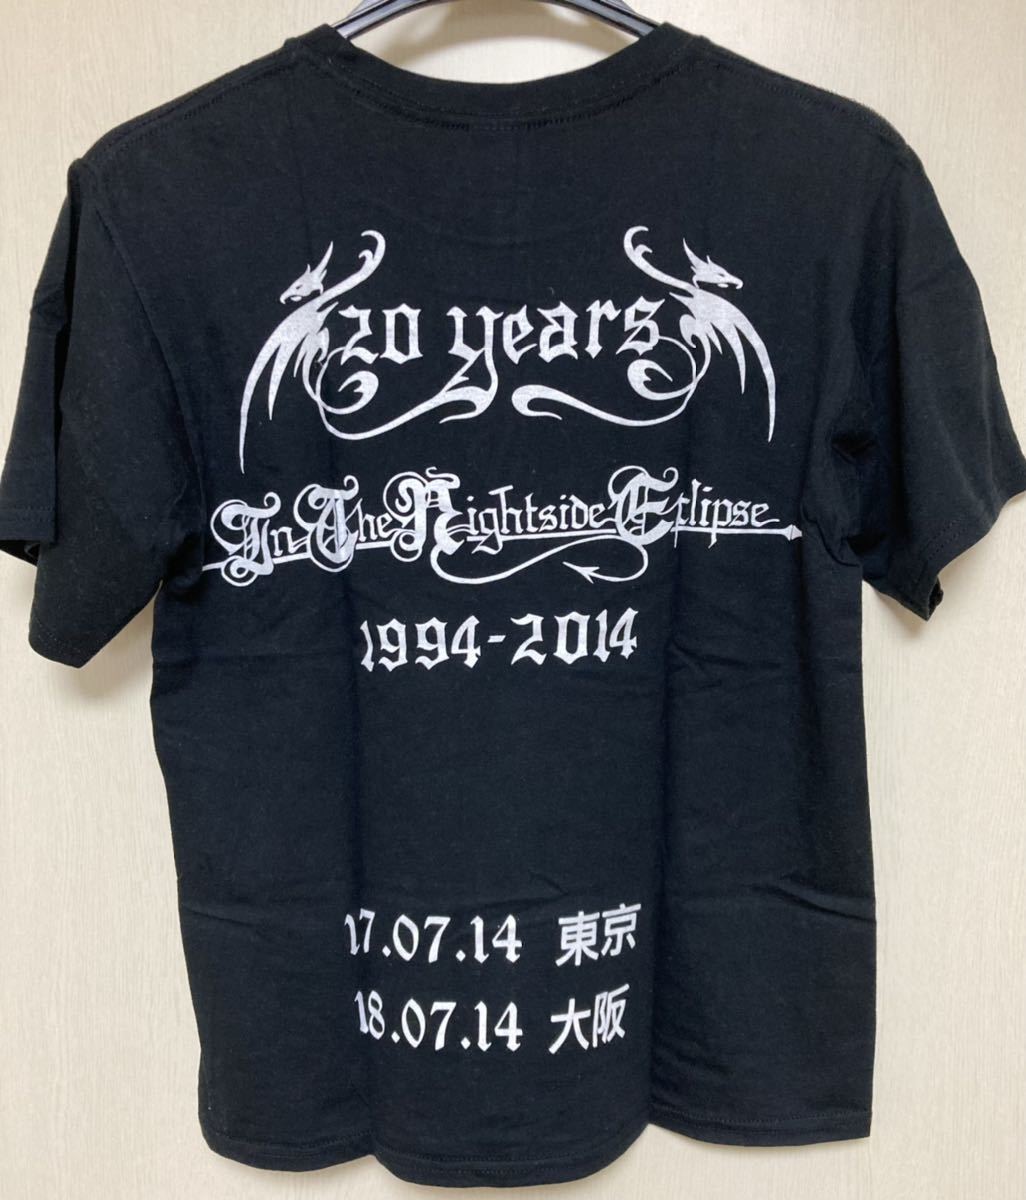 20 years
In The Nightside Eclipse
1994-2014
17.07.14 東京
18.07.14 大阪